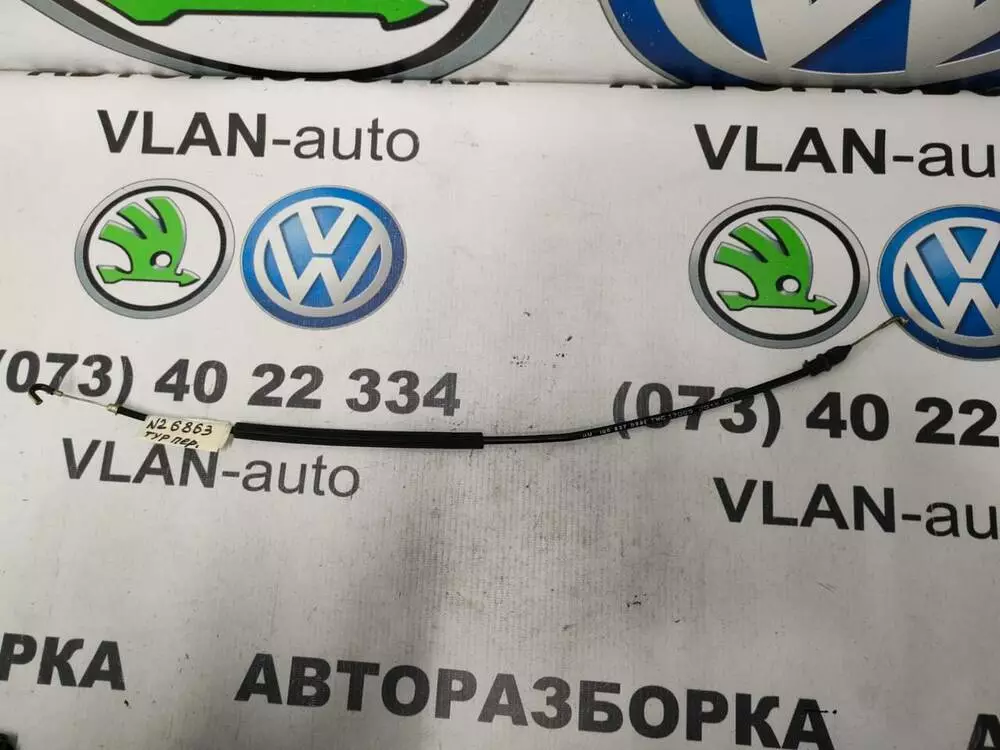 VLAN-auto
VLAN-au
(073) 40 22 334
(073) 40 22
N26863
тур пер.
VLAN-auto
VLAN-au
РКА
АВТОРАЗБОРКА